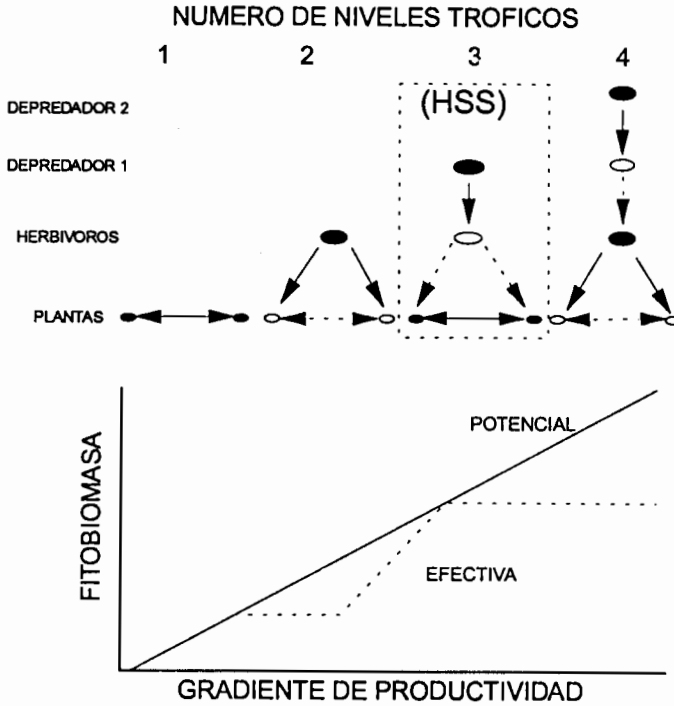 NUMERO DE NIVELES TROFICOS
1 2 3 4
(HSS)
DEPREDADOR 2
DEPREDADOR 1
HERBIVOROS
PLANTAS
POTENCIAL
EFECTIVA
FITOBIOMASA
GRADIENTE DE PRODUCTIVIDAD